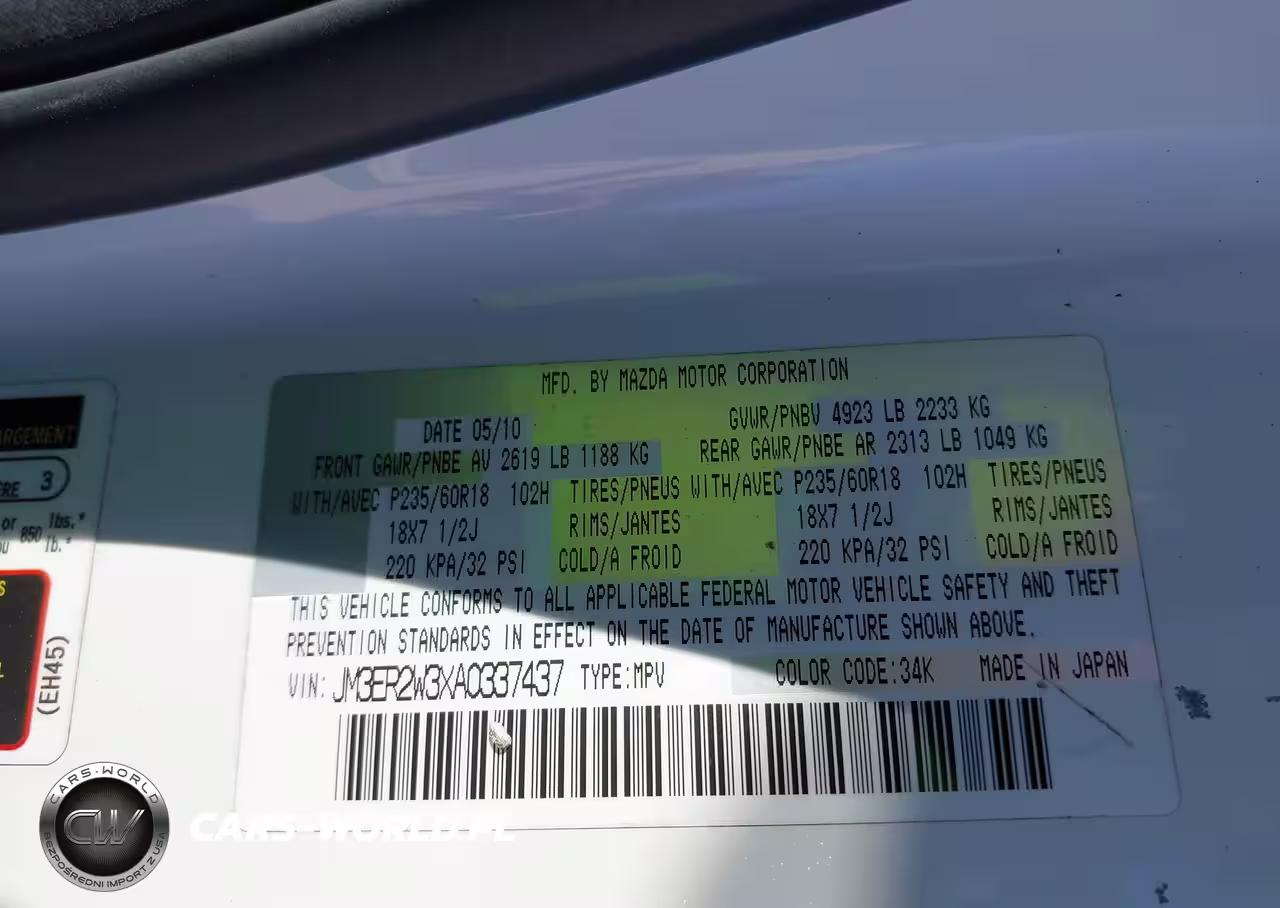 MFD. BY MAZDA MOTOR CORPORATION
DATE 05/10 GVWR/PNBV 4923 LB 2233 KG
FRONT GAWR/PNBE AV 2619 LB 1188 KG REAR GAWR/PNBE AR 2313 LB 1049 KG
WITH/AVEC P235/60R18 102H TIRES/PNEUS WITH/AVEC P235/60R18 102H TIRES/PNEUS
18X7 1/2J RIMS/JANTES 18X7 1/2J RIMS/JANTES
220 KPA/32 PSI COLD/A FROID 220 KPA/32 PSI COLD/A FROID
THIS VEHICLE CONFORMS TO ALL APPLICABLE FEDERAL MOTOR VEHICLE SAFETY AND THEFT
PREVENTION STANDARDS IN EFFECT ON THE DATE OF MANUFACTURE SHOWN ABOVE.
VIN: JM3ER2W3XA0337437 TYPE:MPV COLOR CODE:34K MADE IN JAPAN
3
or 850 lbs.*
lb.*
(EH45)
CARS-WORLD
CW
BEZPOŚREDNI IMPORT Z USA
CARS-WORLD.PL